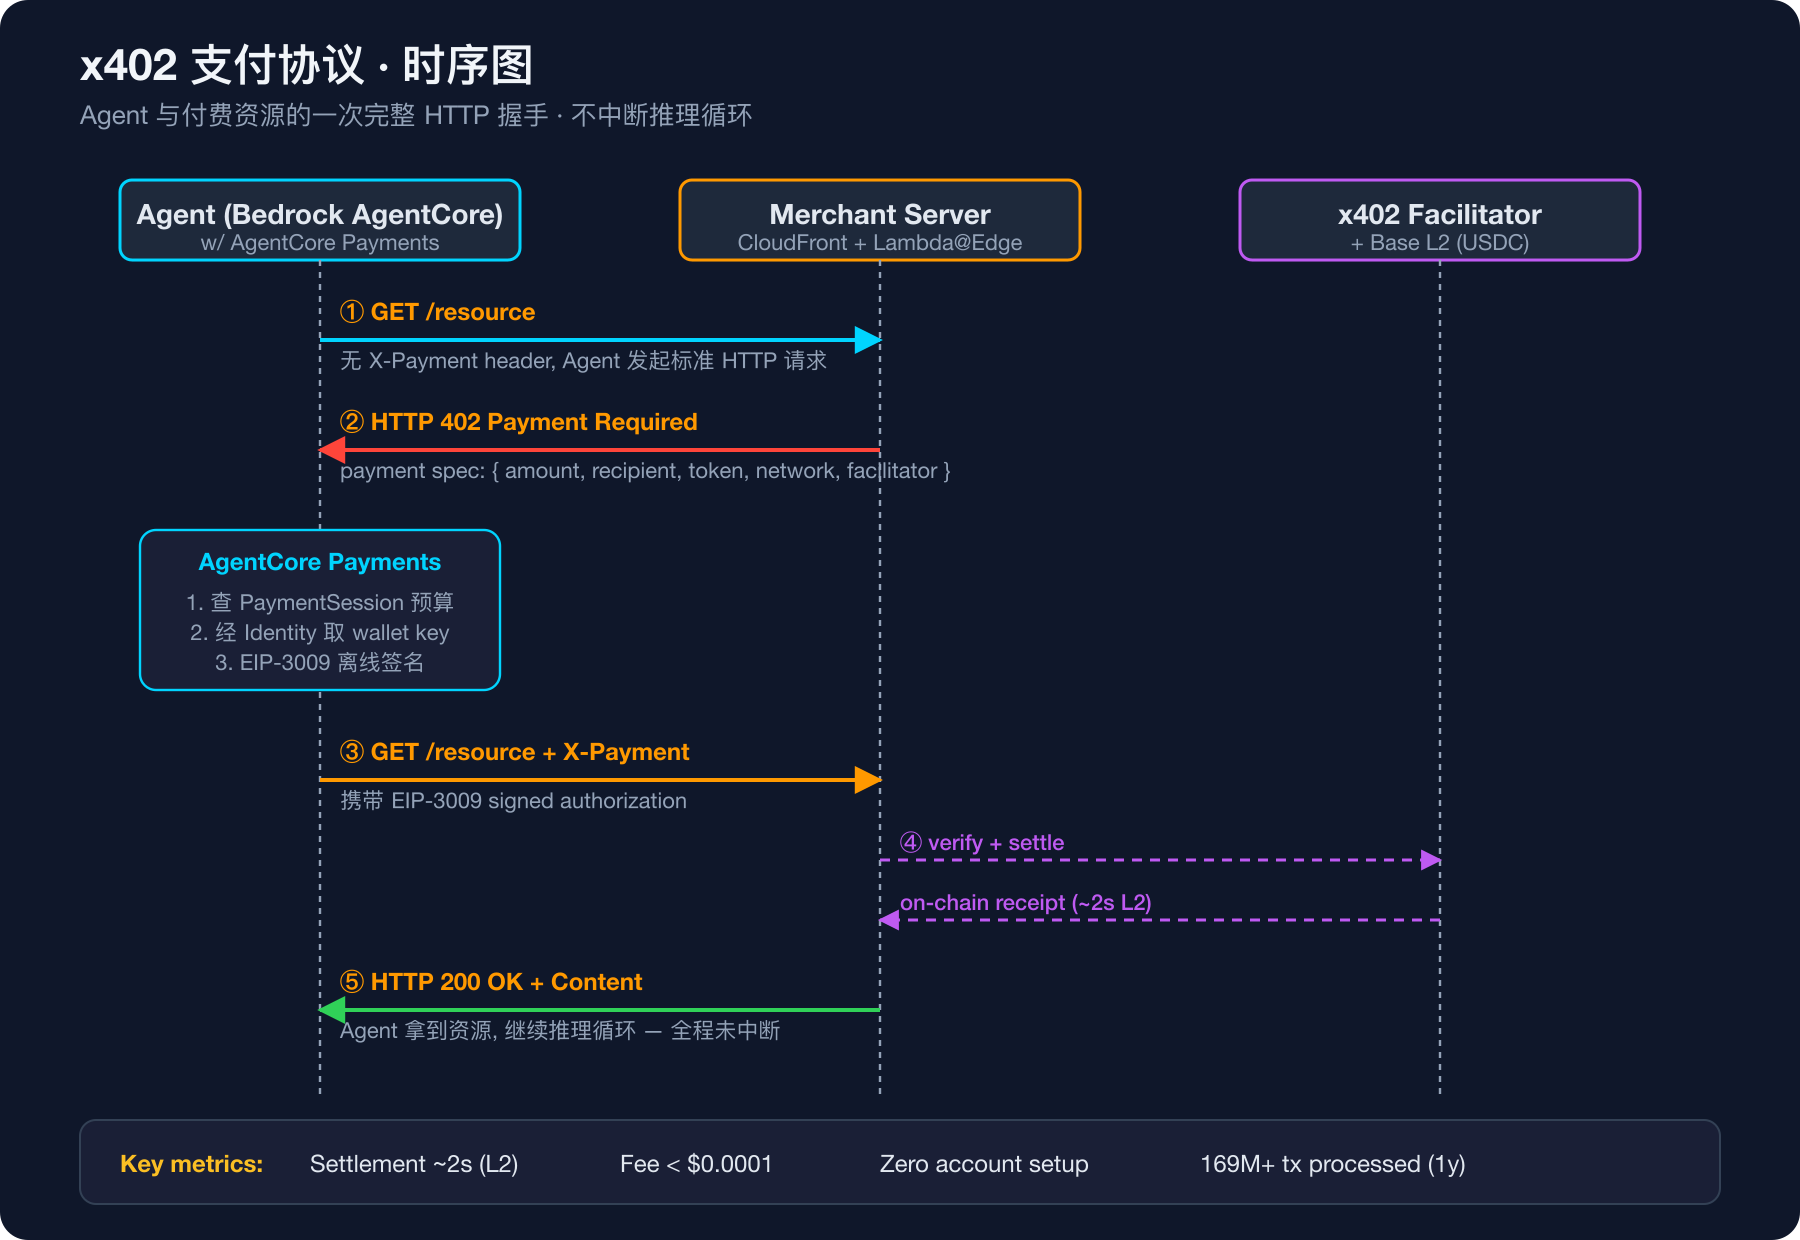 x402 支付协议 · 时序图
Agent 与付费资源的一次完整 HTTP 握手 · 不中断推理循环
Agent (Bedrock AgentCore)
w/ AgentCore Payments
Merchant Server
CloudFront + Lambda@Edge
x402 Facilitator
+ Base L2 (USDC)
① GET /resource
无 X-Payment header, Agent 发起标准 HTTP 请求
② HTTP 402 Payment Required
payment spec: { amount, recipient, token, network, facilitator }
AgentCore Payments
1. 查 PaymentSession 预算
2. 经 Identity 取 wallet key
3. EIP-3009 离线签名
③ GET /resource + X-Payment
携带 EIP-3009 signed authorization
④ verify + settle
on-chain receipt (~2s L2)
⑤ HTTP 200 OK + Content
Agent 拿到资源, 继续推理循环 — 全程未中断
Key metrics:
Settlement ~2s (L2)
Fee < $0.0001
Zero account setup
169M+ tx processed (1y)